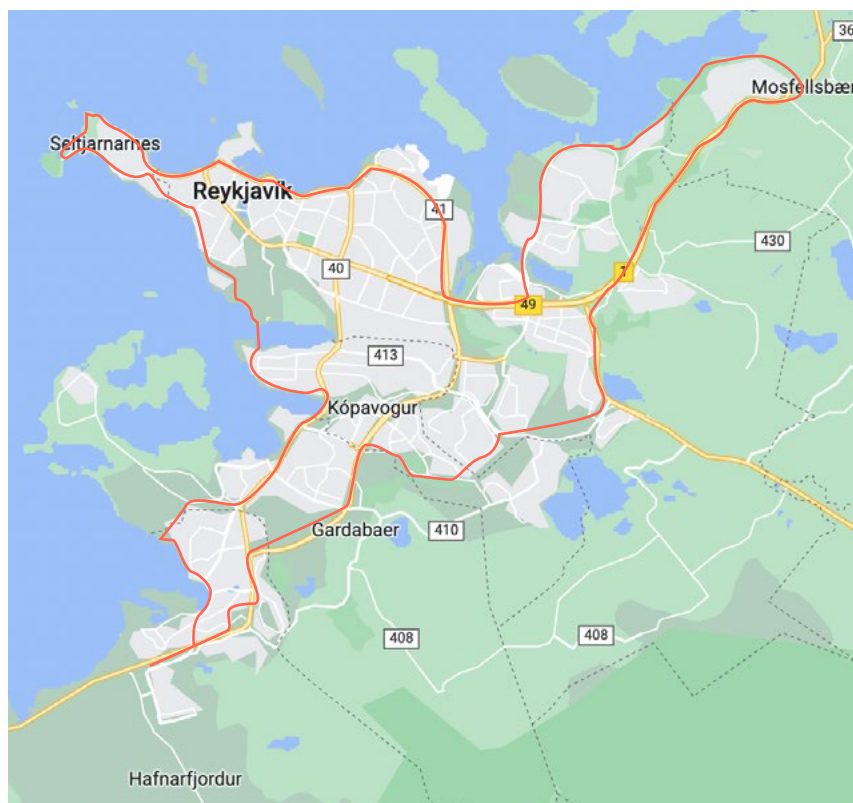 36
Mosfellsbær
Seltjarnarnes
Reykjavík
41
430
40
1
49
413
Kópavogur
Gardabaer
410
408
408
Hafnarfjordur